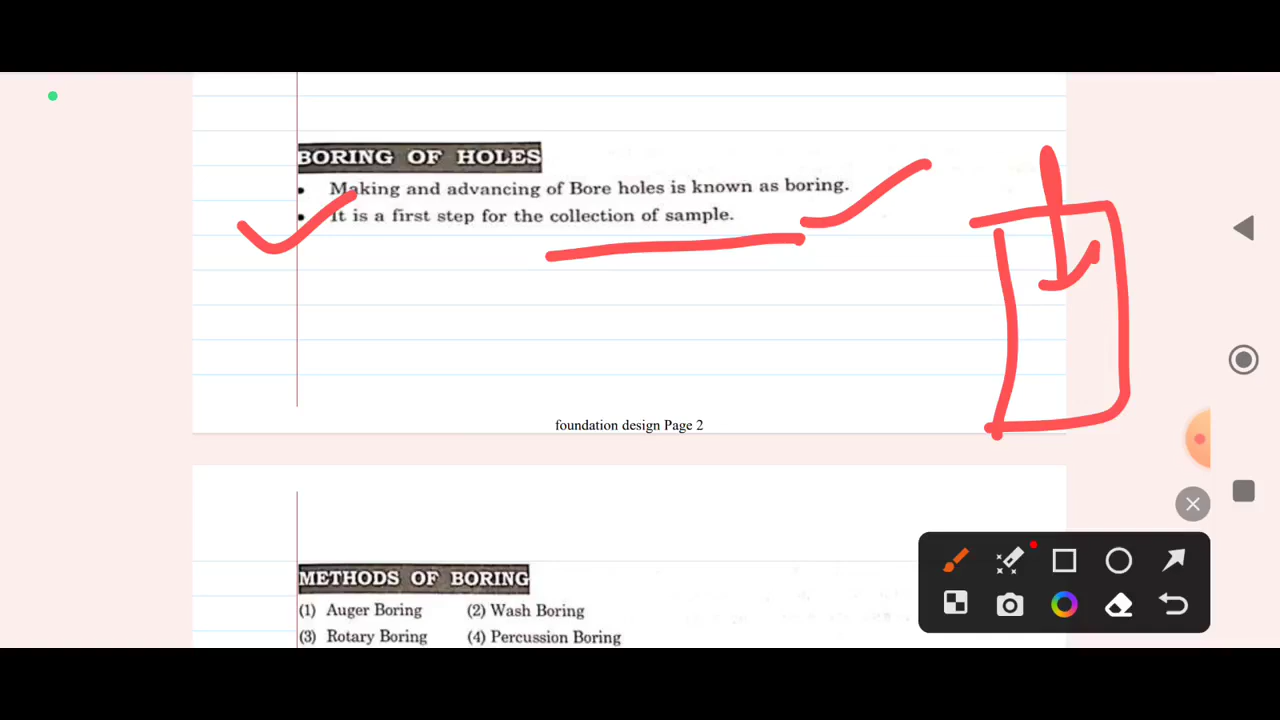 BORING OF HOLES
• Making and advancing of Bore holes is known as boring.
• It is a first step for the collection of sample.
foundation design Page 2
METHODS OF BORING
(1) Auger Boring (2) Wash Boring
(3) Rotary Boring (4) Percussion Boring